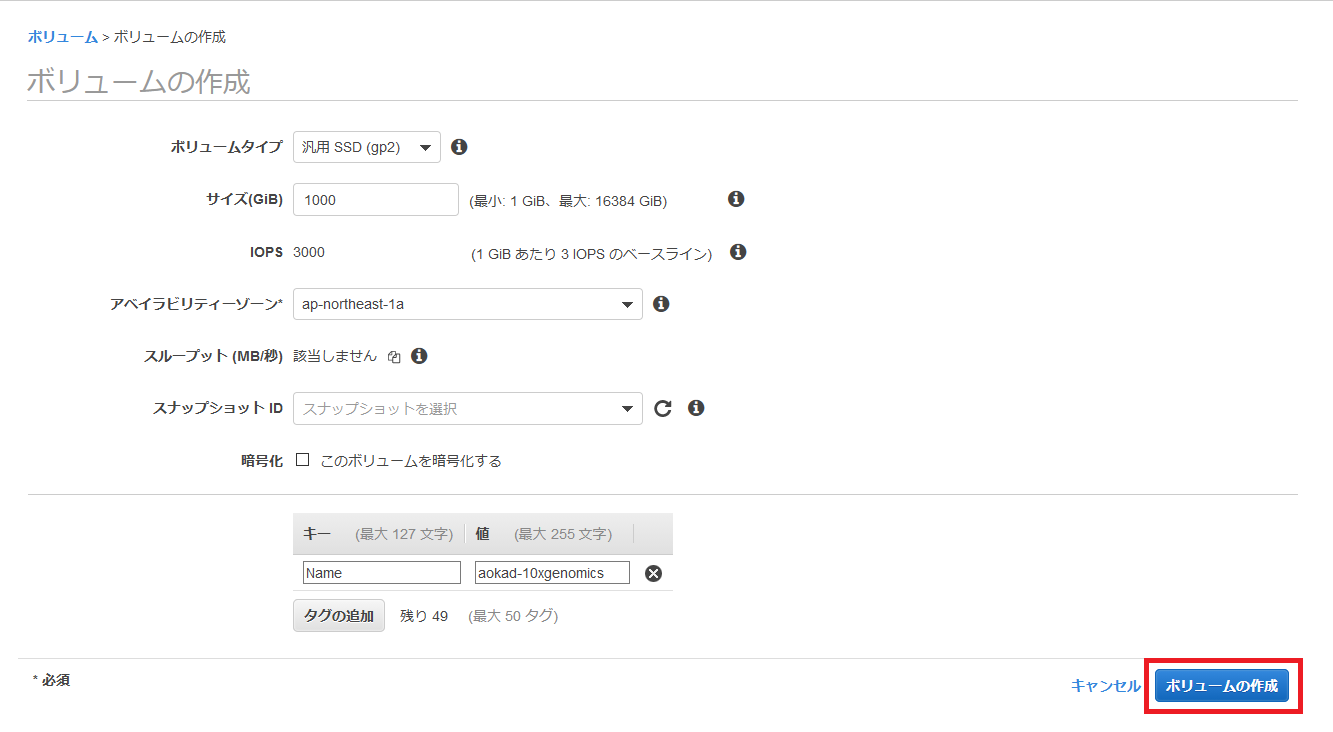 ボリューム > ボリュームの作成
ボリュームの作成
ボリュームタイプ 汎用 SSD (gp2)
サイズ(GiB) 1000 (最小: 1 GiB、最大: 16384 GiB)
IOPS 3000 (1 GiB あたり 3 IOPS のベースライン)
アベイラビリティーゾーン* ap-northeast-1a
スループット (MB/秒) 該当しません
スナップショット ID スナップショットを選択
暗号化 このボリュームを暗号化する
キー (最大 127 文字) 値 (最大 255 文字)
Name aokad-10xgenomics
タグの追加 残り 49 (最大 50 タグ)
* 必須 キャンセル ボリュームの作成